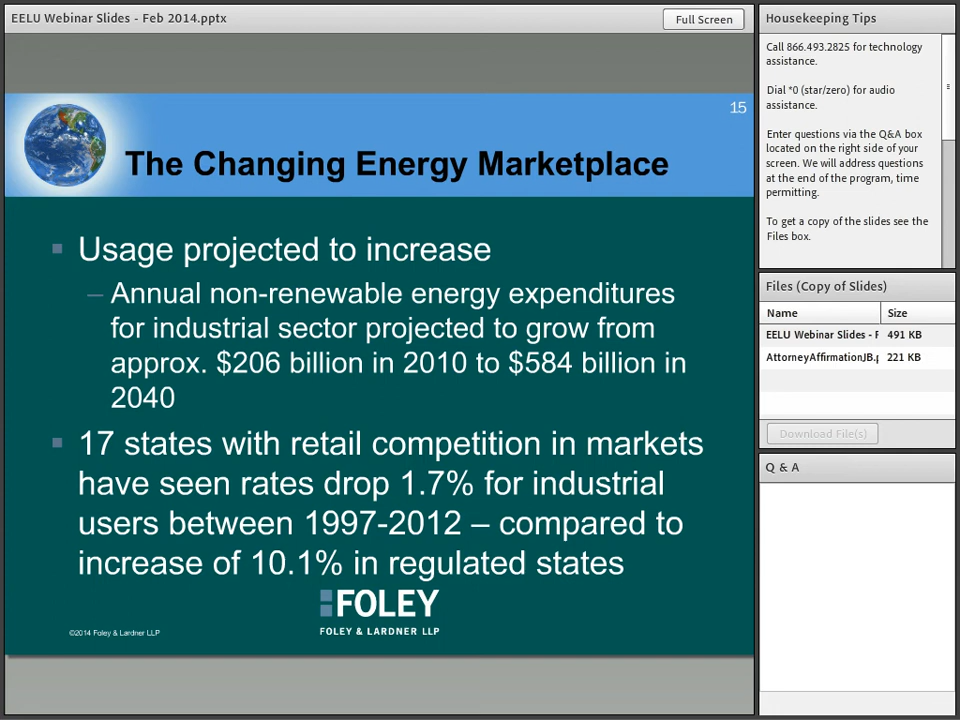 EELU Webinar Slides - Feb 2014.pptx
Full Screen
15
The Changing Energy Marketplace
Usage projected to increase
– Annual non-renewable energy expenditures
for industrial sector projected to grow from
approx. $206 billion in 2010 to $584 billion in
2040
17 states with retail competition in markets
have seen rates drop 1.7% for industrial
users between 1997-2012 – compared to
increase of 10.1% in regulated states
FOLEY
FOLEY & LARDNER LLP
©2014 Foley & Lardner LLP
Housekeeping Tips
Call 866.493.2825 for technology
assistance.
Dial *0 (star/zero) for audio
assistance.
Enter questions via the Q&A box
located on the right side of your
screen. We will address questions
at the end of the program, time
permitting.
To get a copy of the slides see the
Files box.
Files (Copy of Slides)
Name Size
EELU Webinar Slides - F 491 KB
AttorneyAffirmationJB.p 221 KB
Download File(s)
Q & A